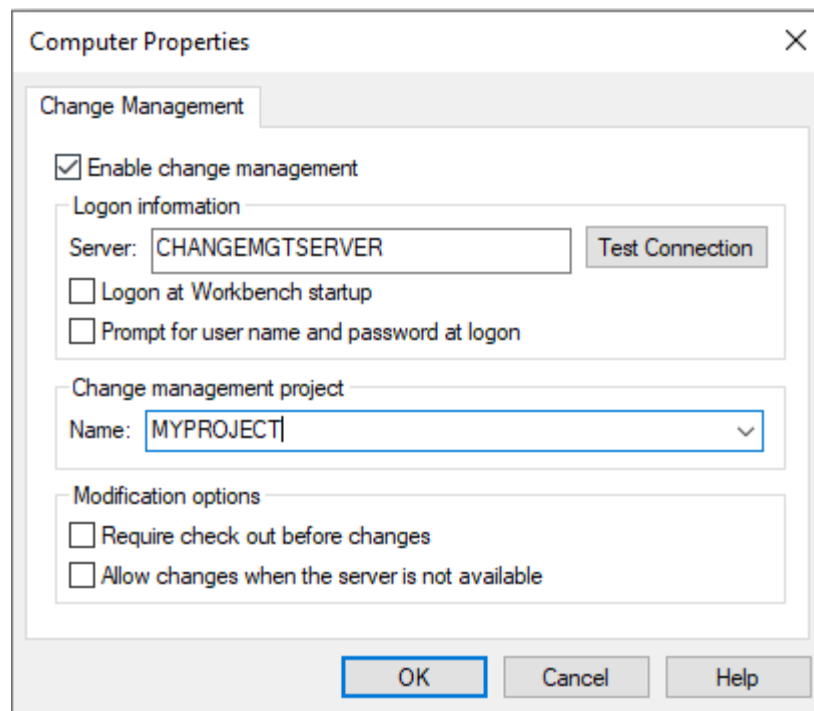 Computer Properties
Change Management
Enable change management
Logon information
Server: CHANGEMGTSERVER Test Connection
Logon at Workbench startup
Prompt for user name and password at logon
Change management project
Name: MYPROJECT
Modification options
Require check out before changes
Allow changes when the server is not available
OK Cancel Help